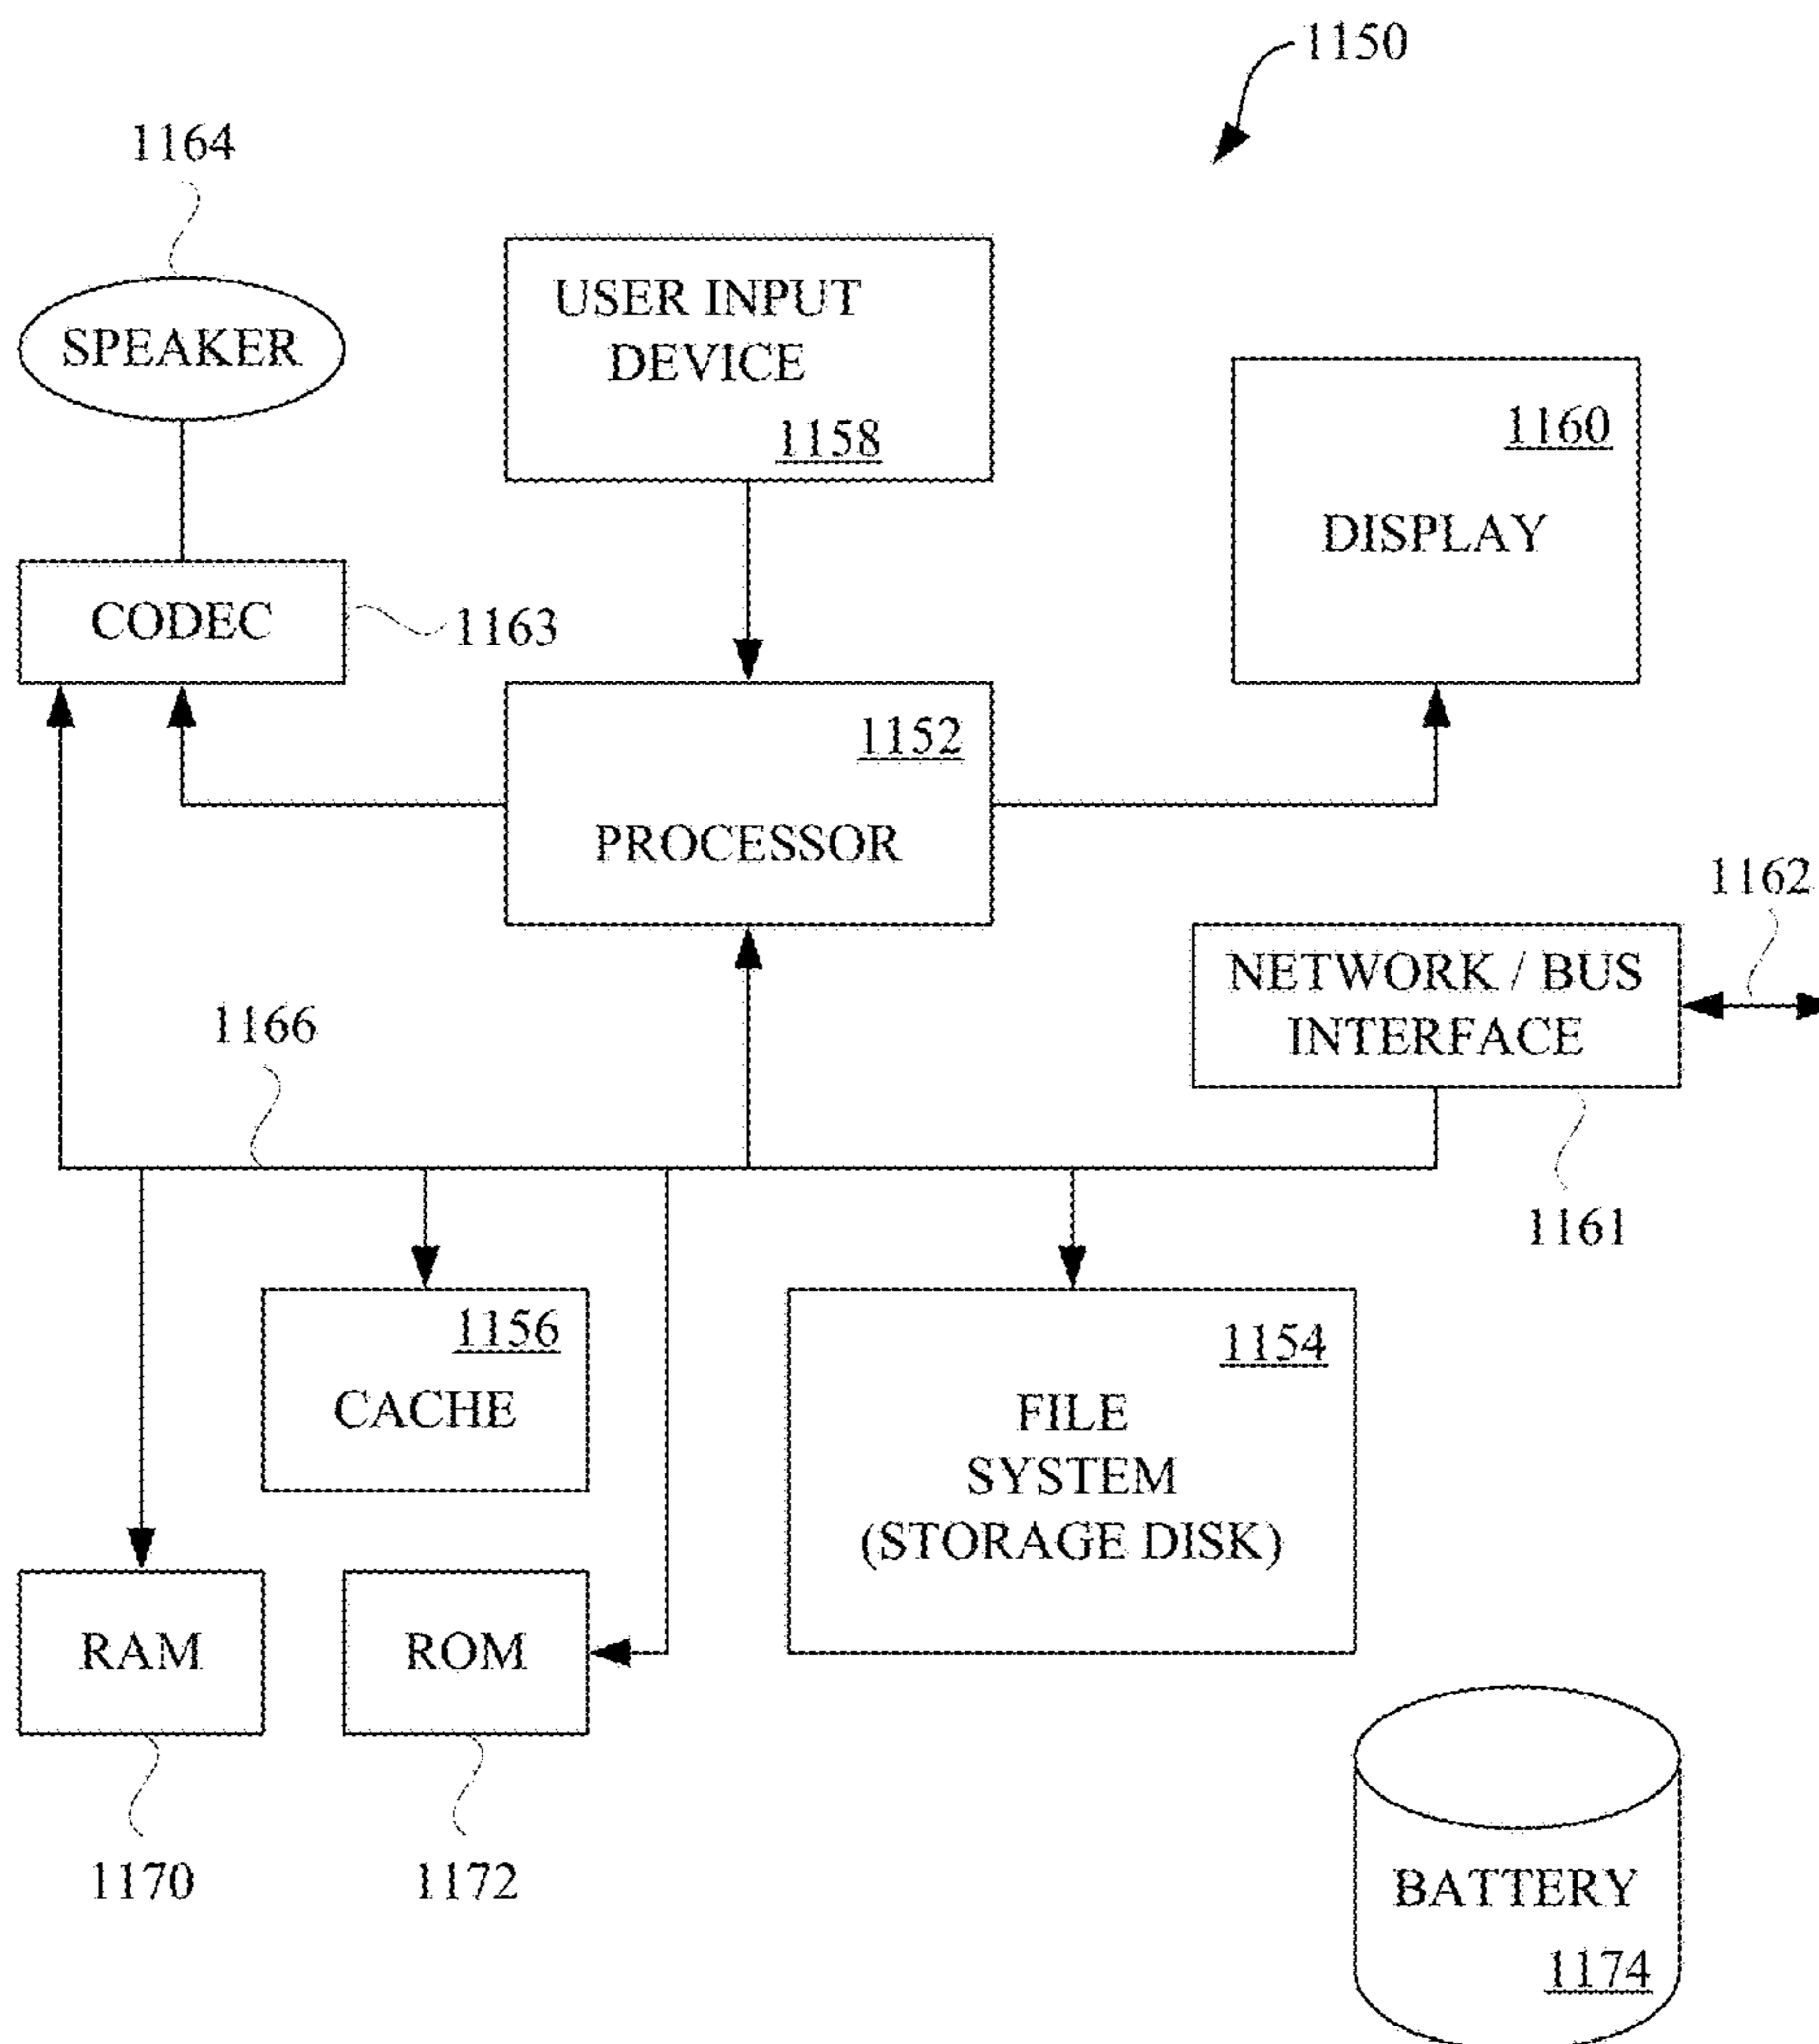 1150
1164
SPEAKER
USER INPUT
DEVICE
1158
1160
DISPLAY
CODEC
1163
1152
PROCESSOR
1162
NETWORK / BUS
INTERFACE
1166
1161
1156
CACHE
1154
FILE
SYSTEM
(STORAGE DISK)
RAM
ROM
1170
1172
BATTERY
1174